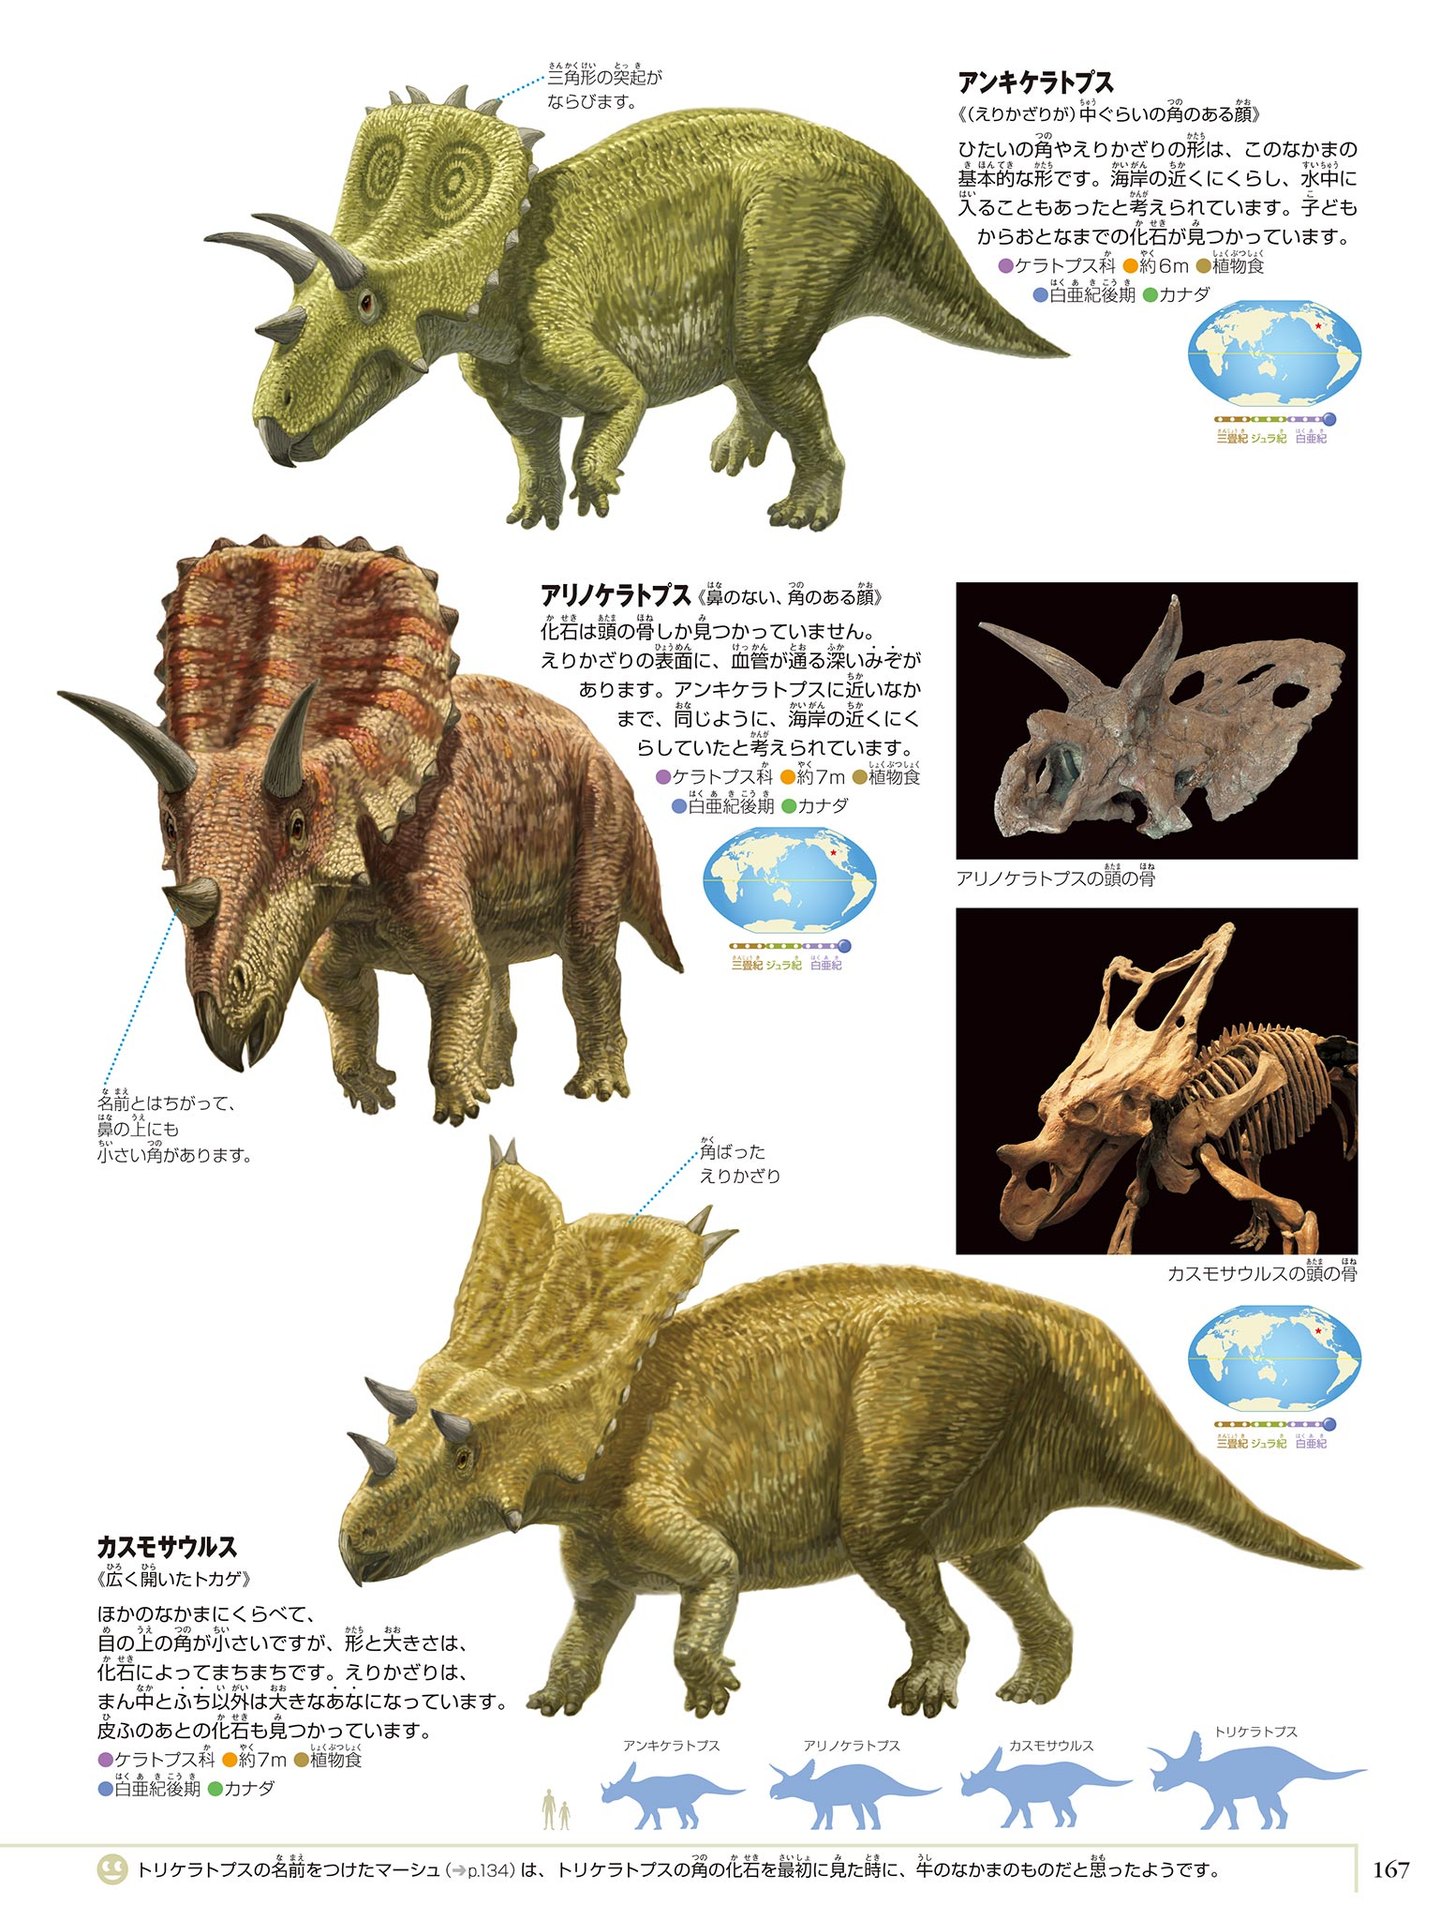 三角形の突起が
ならびます。
アンキケラトプス
《(えりかざりが)中ぐらいの角のある顔》
ひたいの角やえりかざりの形は、このなかまの
基本的な形です。海岸の近くにくらし、水中に
入ることもあったと考えられています。子ども
からおとなまでの化石が見つかっています。
●ケラトプス科 ●約6m ●植物食
●白亜紀後期 ●カナダ
三畳紀 ジュラ紀 白亜紀
アリノケラトプス《鼻のない、角のある顔》
化石は頭の骨しか見つかっていません。
えりかざりの表面に、血管が通る深いみぞが
あります。アンキケラトプスに近いなか
まで、同じように、海岸の近くにく
らしていたと考えられています。
●ケラトプス科 ●約7m ●植物食
●白亜紀後期 ●カナダ
三畳紀 ジュラ紀 白亜紀
アリノケラトプスの頭の骨
名前とはちがって、
鼻の上にも
小さい角があります。
角ばった
えりかざり
カスモサウルスの頭の骨
三畳紀 ジュラ紀 白亜紀
カスモサウルス
《広く開いたトカゲ》
ほかのなかまにくらべて、
目の上の角が小さいですが、形と大きさは、
化石によってまちまちです。えりかざりは、
まん中とふち以外は大きなあなになっています。
皮ふのあとの化石も見つかっています。
●ケラトプス科 ●約7m ●植物食
●白亜紀後期 ●カナダ
アンキケラトプス
アリノケラトプス
カスモサウルス
トリケラトプス
トリケラトプスの名前をつけたマーシュ(➔p.134)は、トリケラトプスの角の化石を最初に見た時に、牛のなかまのものだと思ったようです。
167